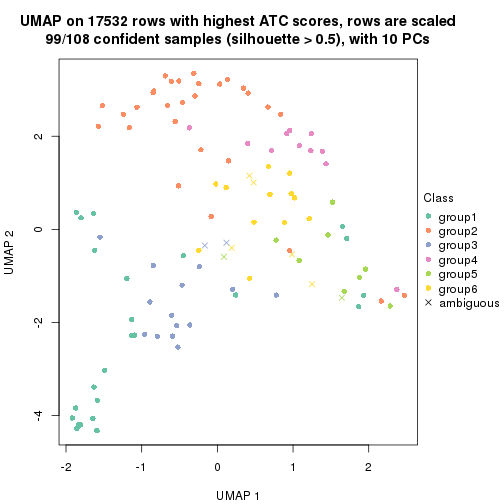 UMAP on 17532 rows with highest ATC scores, rows are scaled
99/108 confident samples (silhouette > 0.5), with 10 PCs
2
0
-2
-4
UMAP 2
-2
-1
0
1
2
UMAP 1
Class
group1
group2
group3
group4
group5
group6
ambiguous